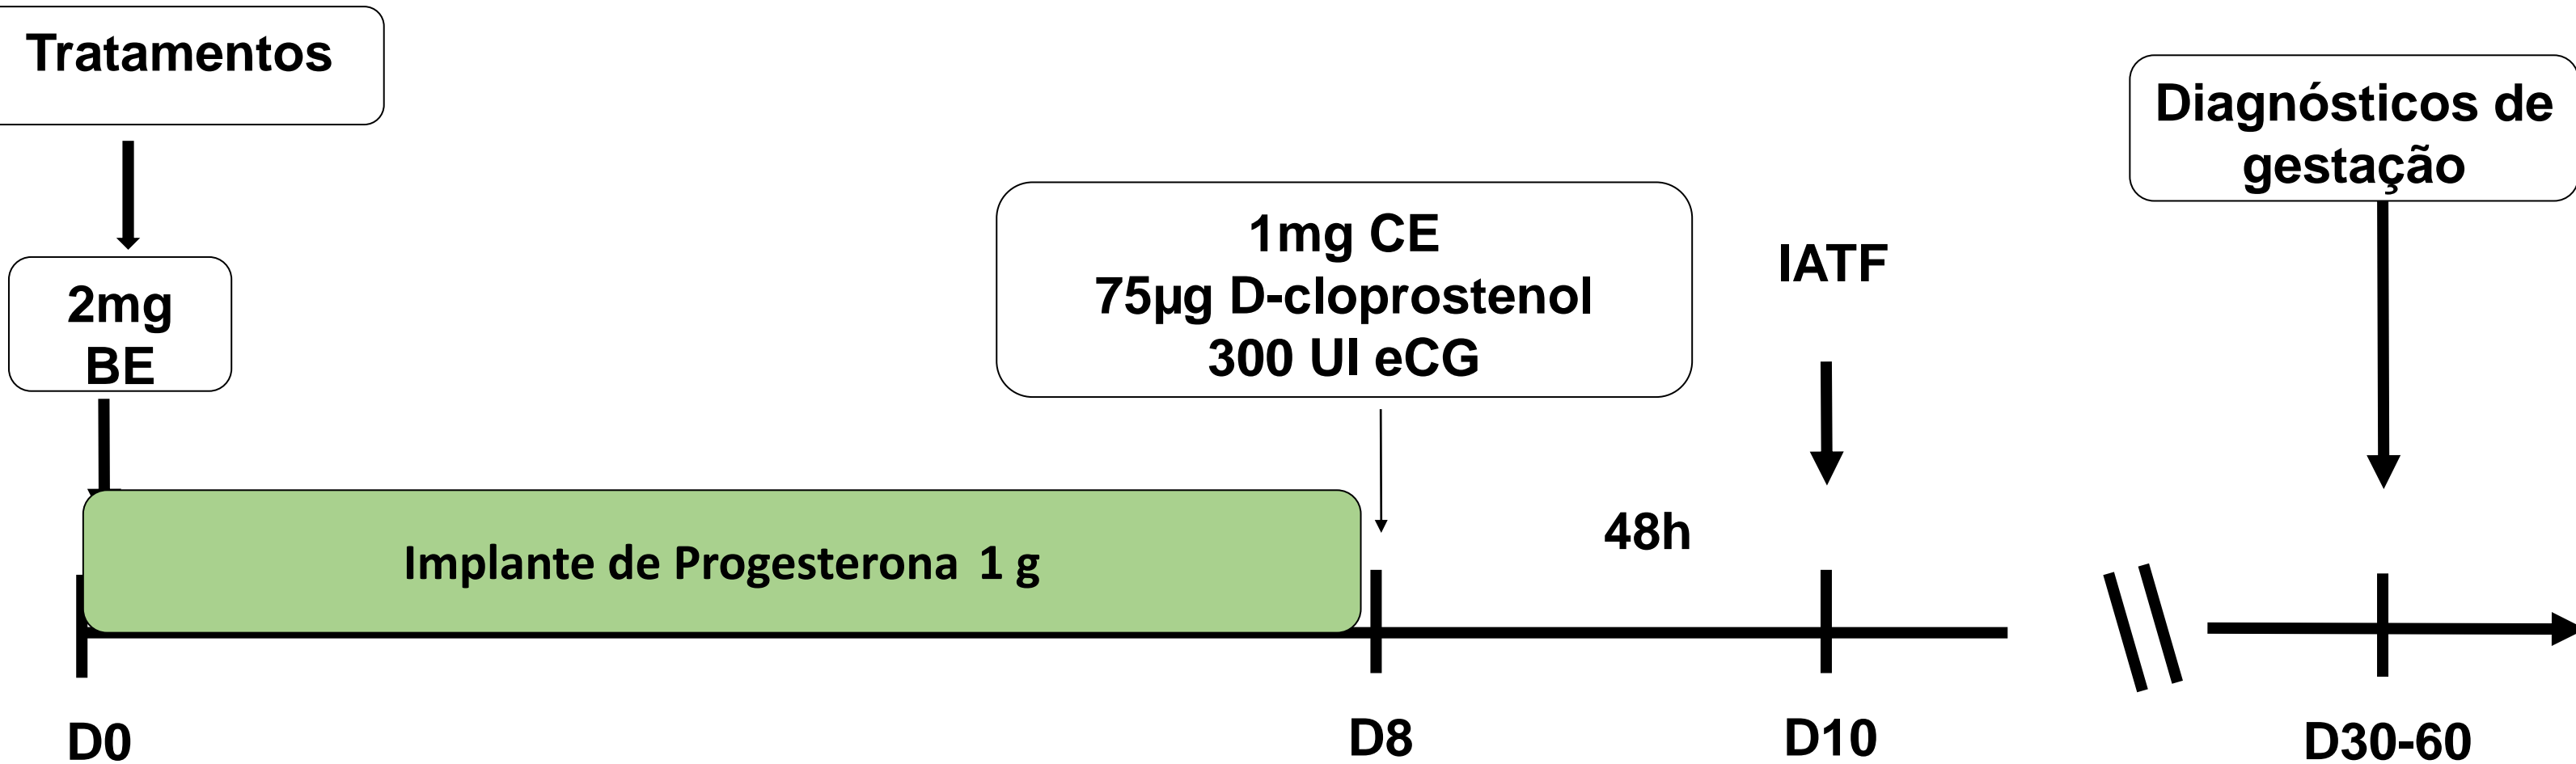 Tratamentos
2mg
BE
1mg CE
75µg D-cloprostenol
300 UI eCG
IATF
Diagnósticos de
gestação
Implante de Progesterona 1 g
48h
D0
D8
D10
D30-60